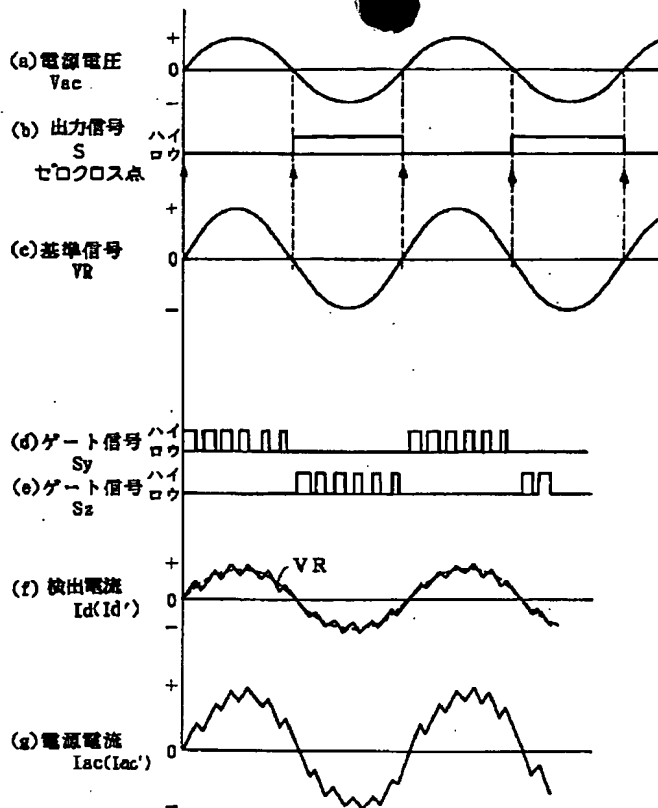 +
(a)電源電圧 0
Vac
−
(b) 出力信号 ハイ
S ロウ
ゼロクロス点
+
(c)基準信号 0
VR
−
(d)ゲート信号 ハイ
Sy ロウ
(e)ゲート信号 ハイ
Sz ロウ
+
VR
(f) 検出電流 0
Id(Id′)
−
+
(g)電源電流 0
Iac(Iac′)
−